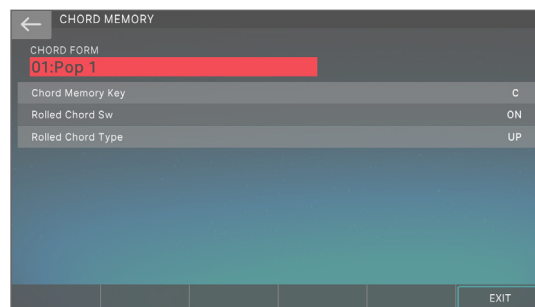 CHORD MEMORY
CHORD FORM
01:Pop 1
Chord Memory Key C
Rolled Chord Sw ON
Rolled Chord Type UP
EXIT